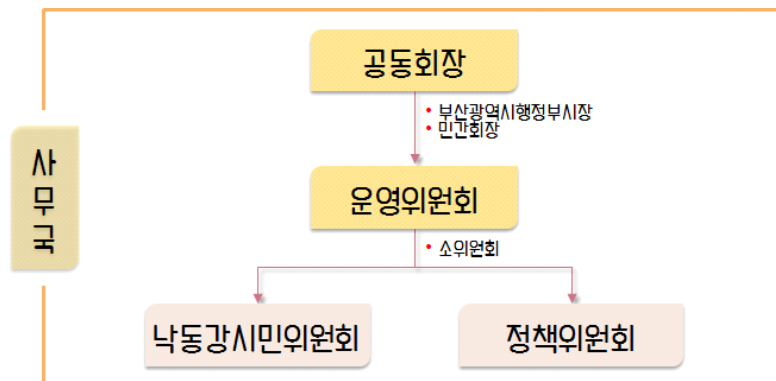 공동회장
• 부산광역시행정부시장
• 민간회장
사무국
운영위원회
• 소위원회
낙동강시민위원회
정책위원회